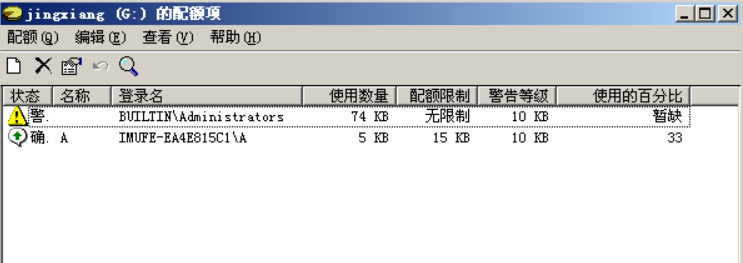 jingxiang (G:) 的配额项
配额(Q) 编辑(E) 查看(V) 帮助(H)
状态 名称 登录名 使用数量 配额限制 警告等级 使用的百分比
警. BUILTIN\Administrators 74 KB 无限制 10 KB 暂缺
确. A IMUFE-EA4E815C1\A 5 KB 15 KB 10 KB 33